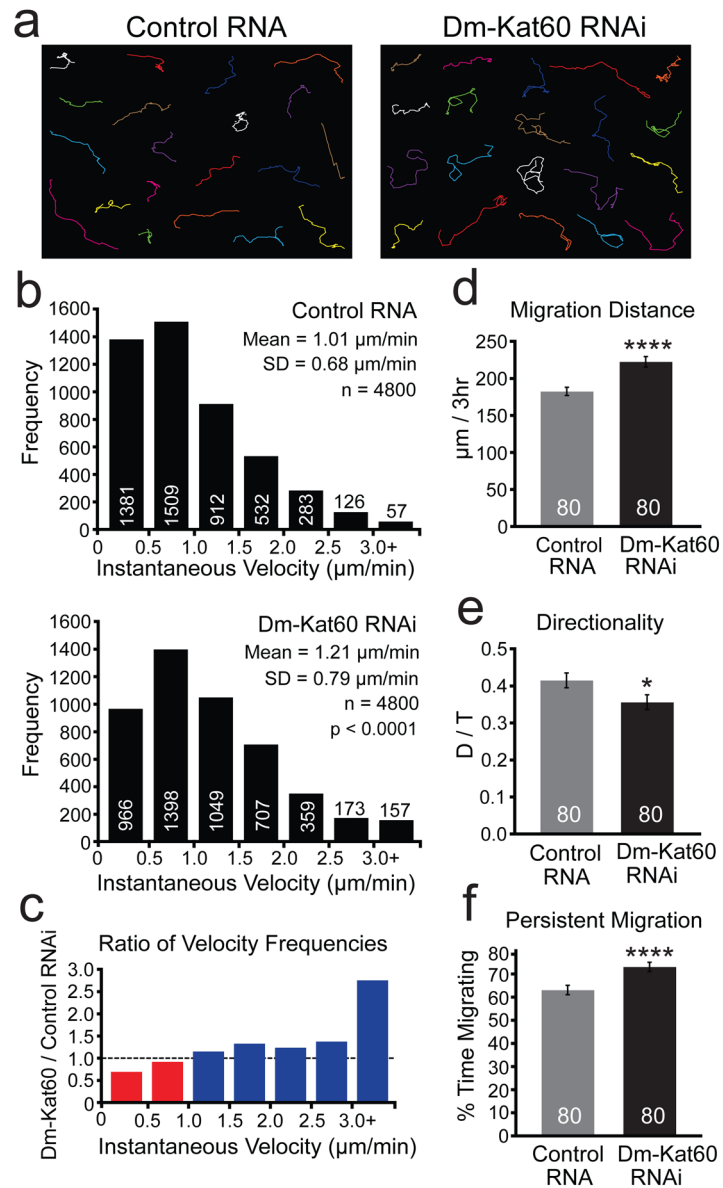 a
Control RNA
Dm-Kat60 RNAi
b
1600
1400
1200
1000
800
600
400
200
0
Frequency
Control RNA
Mean = 1.01 µm/min
SD = 0.68 µm/min
n = 4800
1381
1509
912
532
283
126
57
0 0.5 1.0 1.5 2.0 2.5 3.0+
Instantaneous Velocity (µm/min)
1600
1400
1200
1000
800
600
400
200
0
Frequency
Dm-Kat60 RNAi
Mean = 1.21 µm/min
SD = 0.79 µm/min
n = 4800
p < 0.0001
966
1398
1049
707
359
173
157
0 0.5 1.0 1.5 2.0 2.5 3.0+
Instantaneous Velocity (µm/min)
c
Ratio of Velocity Frequencies
Dm-Kat60 / Control RNAi
3.0
2.5
2.0
1.5
1.0
0.5
0
0 0.5 1.0 1.5 2.0 2.5 3.0+
Instantaneous Velocity (µm/min)
d
Migration Distance
µm / 3hr
250
200
150
100
50
0
****
80
80
Control
RNA
Dm-Kat60
RNAi
e
Directionality
D / T
0.5
0.4
0.3
0.2
0.1
0.0
*
80
80
Control
RNA
Dm-Kat60
RNAi
f
Persistent Migration
% Time Migrating
80
70
60
50
40
30
20
10
0
****
80
80
Control
RNA
Dm-Kat60
RNAi